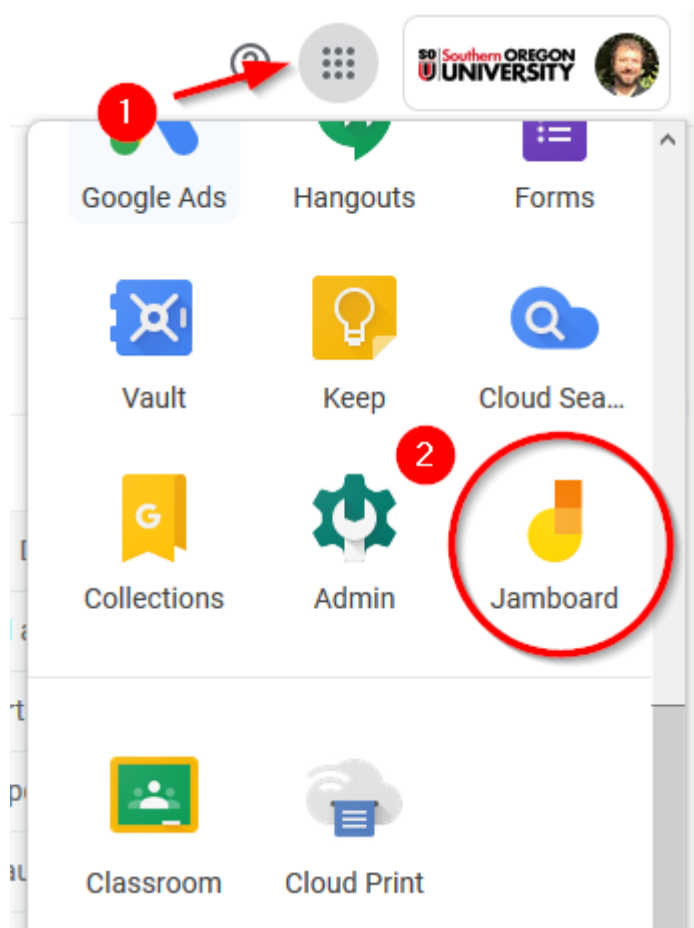 SO Southern OREGON
U UNIVERSITY
1
Google Ads
Hangouts
Forms
Vault
Keep
Cloud Sea...
2
G
Collections
Admin
Jamboard
Classroom
Cloud Print